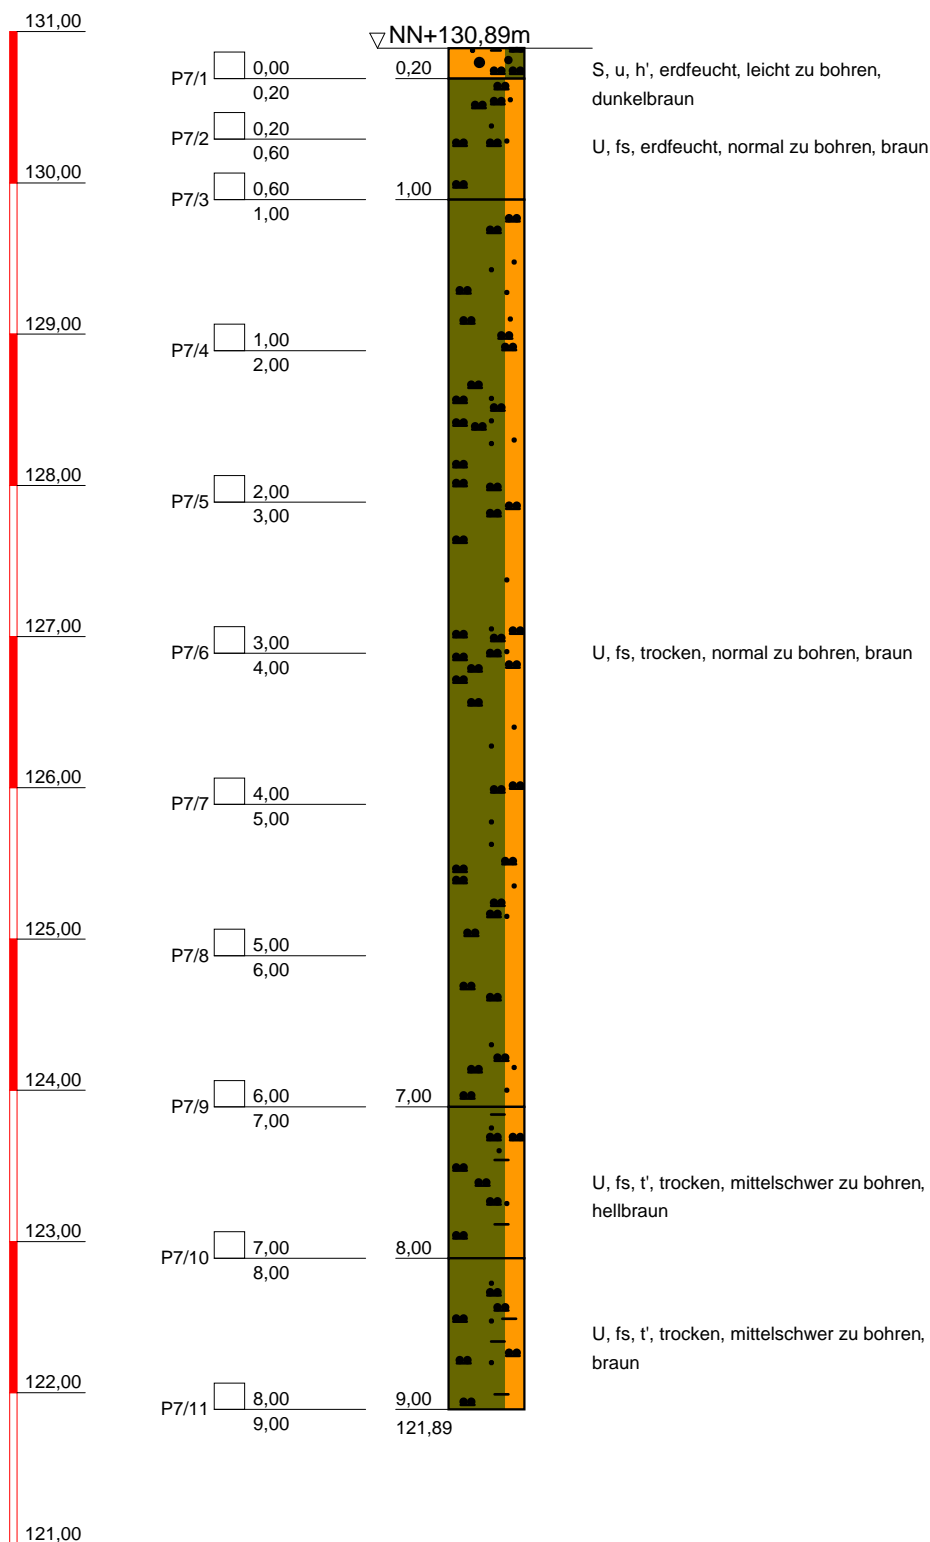 131,00
NN+130,89m
P7/1 0,00 0,20
0,20
S, u, h', erdfeucht, leicht zu bohren,
dunkelbraun
P7/2 0,20
0,60
U, fs, erdfeucht, normal zu bohren, braun
130,00
P7/3 0,60 1,00
1,00
129,00
P7/4 1,00
2,00
128,00
P7/5 2,00
3,00
127,00
P7/6 3,00
4,00
U, fs, trocken, normal zu bohren, braun
126,00
P7/7 4,00
5,00
125,00
P7/8 5,00
6,00
124,00
P7/9 6,00 7,00
7,00
U, fs, t', trocken, mittelschwer zu bohren,
hellbraun
123,00
P7/10 7,00 8,00
8,00
U, fs, t', trocken, mittelschwer zu bohren,
braun
122,00
P7/11 8,00 9,00
9,00 121,89
121,00